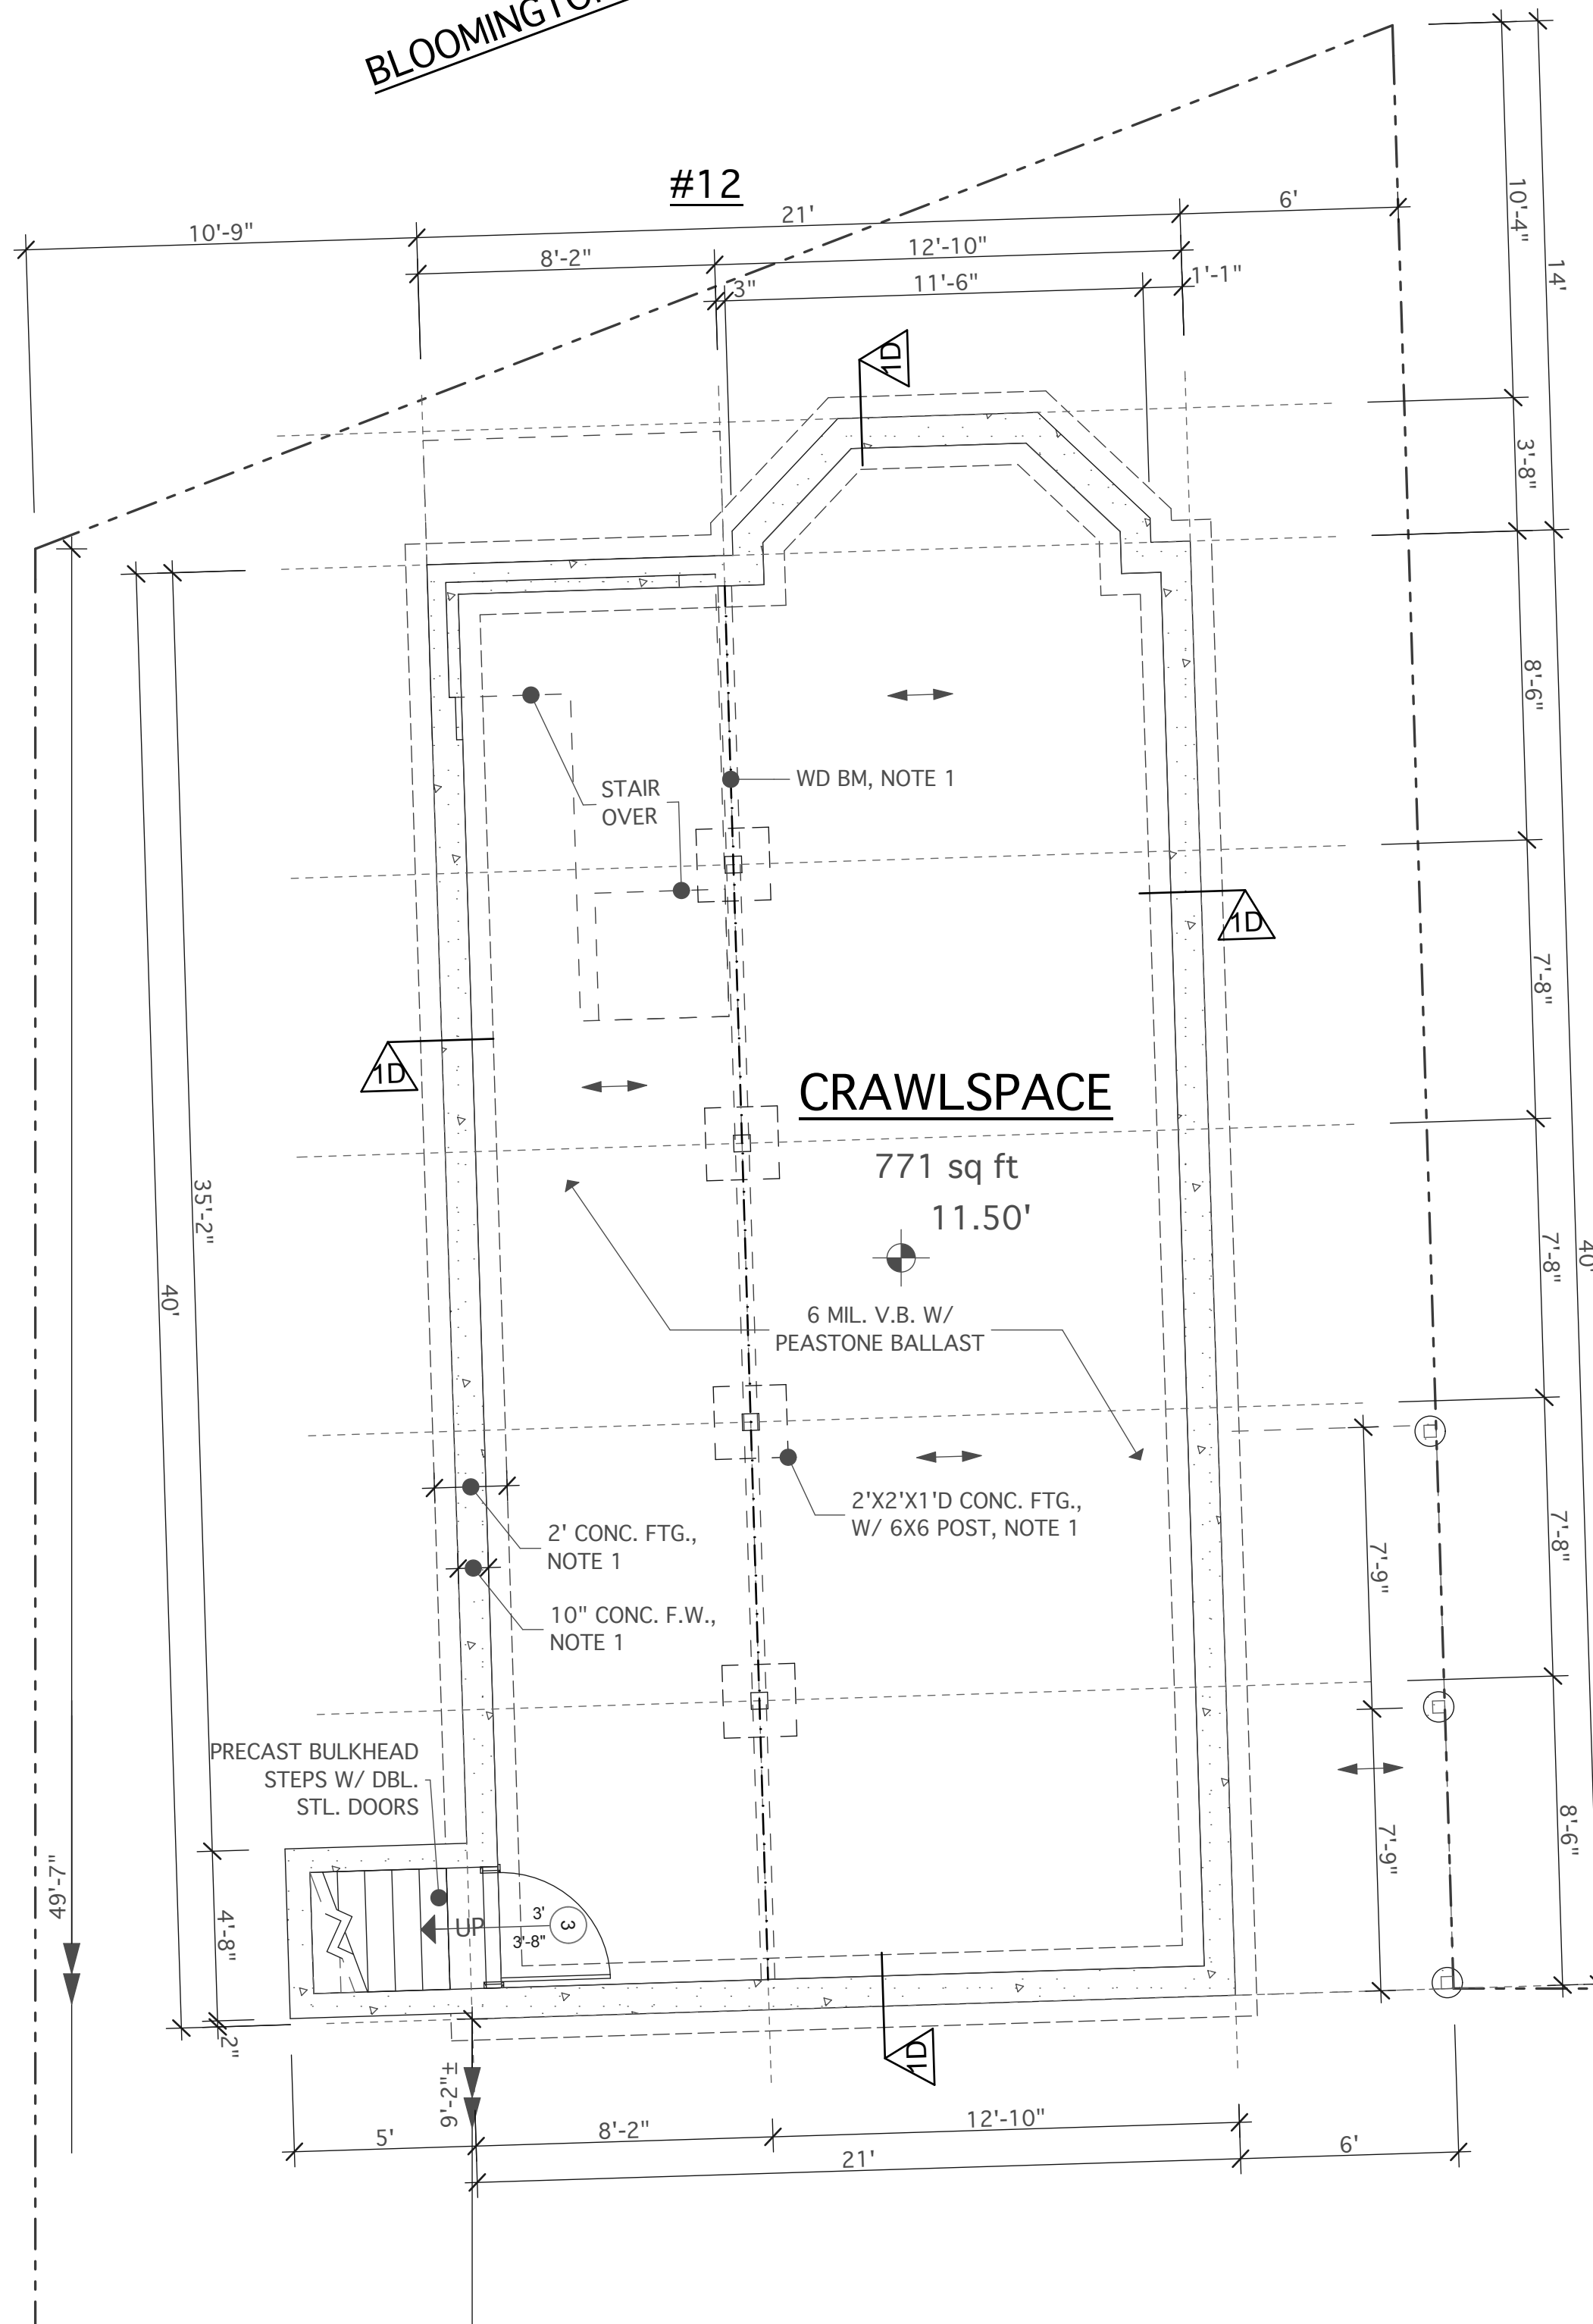 BLOOMINGTON
#12
10'-9"
21'
6'
8'-2"
12'-10"
3"
11'-6"
1'-1"
10'-4"
14'
3'-8"
1D
8'-6"
STAIR
OVER
WD BM, NOTE 1
1D
7'-8"
1D
CRAWLSPACE
771 sq ft
11.50'
35'-2"
40'
7'-8"
40'
6 MIL. V.B. W/
PEASTONE BALLAST
2'X2'X1'D CONC. FTG.,
W/ 6X6 POST, NOTE 1
2' CONC. FTG.,
NOTE 1
10" CONC. F.W.,
NOTE 1
7'-9"
7'-8"
PRECAST BULKHEAD
STEPS W/ DBL.
STL. DOORS
49'-7"
4'-8"
UP
3'
3'-8"
3
7'-9"
8'-6"
2"
1D
9'-2"±
5'
8'-2"
12'-10"
21'
6'